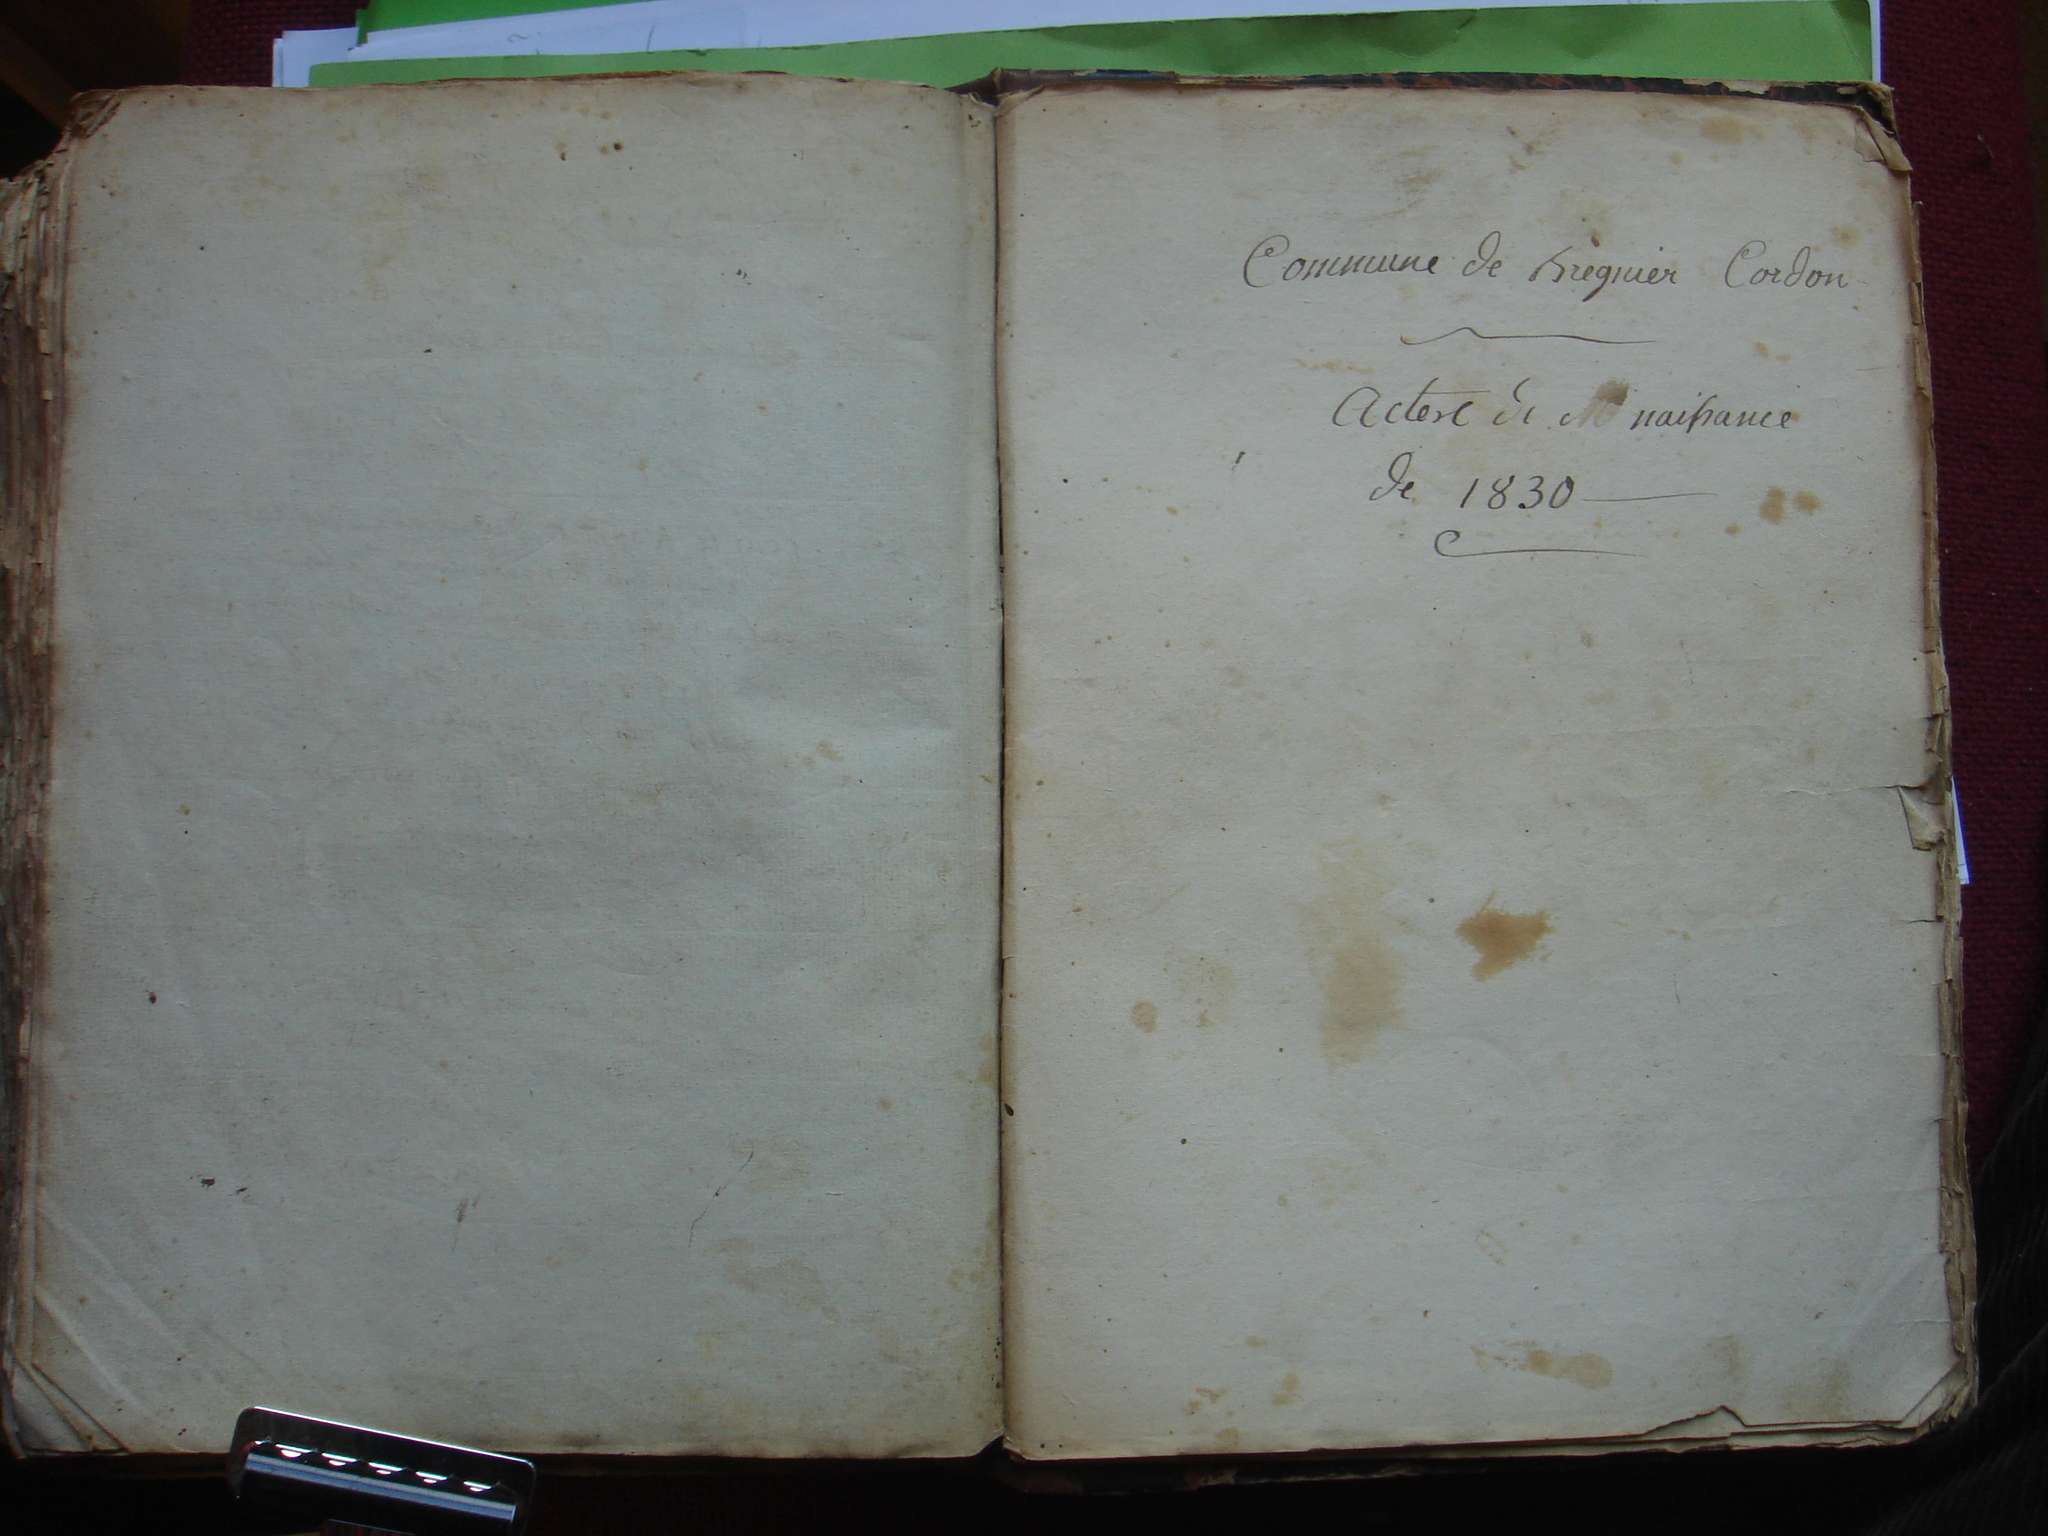 Commune de Brégnier Cordon
Actes de naissance
de 1830